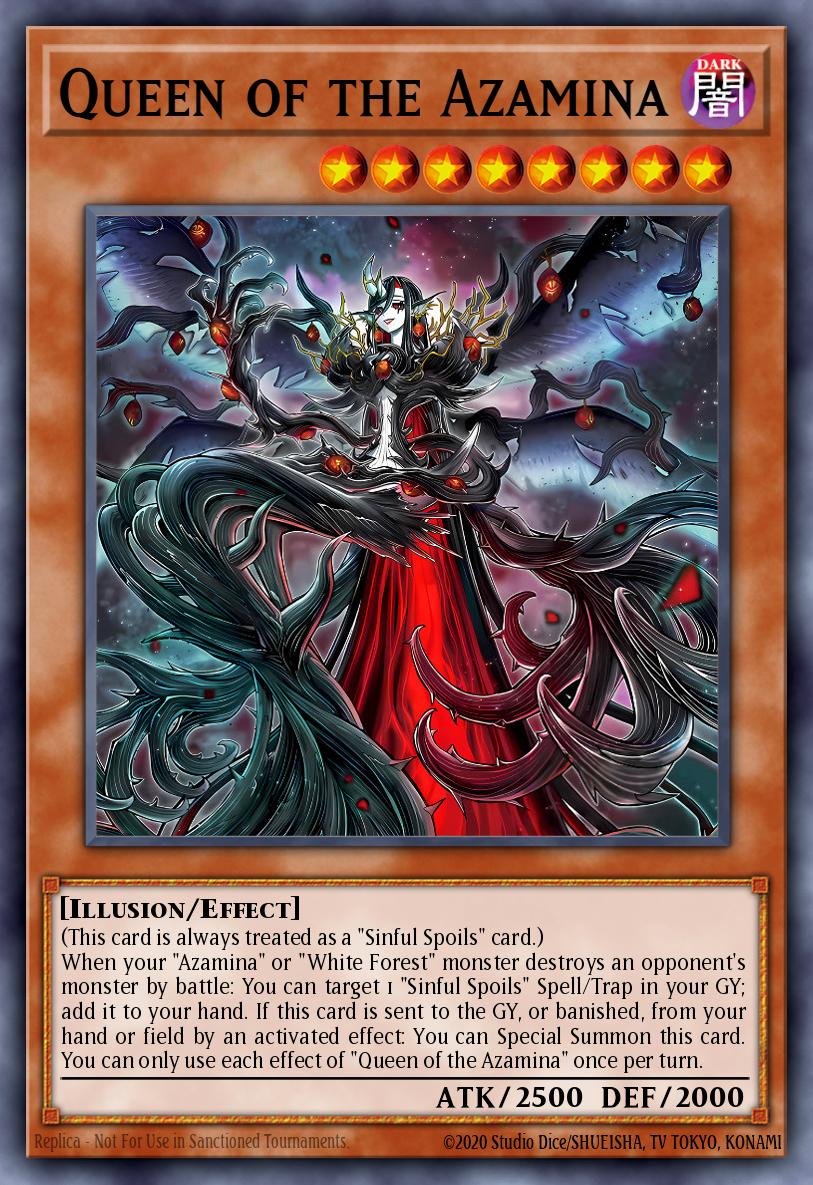 Queen of the Azamina
DARK
闇
[Illusion/Effect]
(This card is always treated as a "Sinful Spoils" card.)
When your "Azamina" or "White Forest" monster destroys an opponent's
monster by battle: You can target 1 "Sinful Spoils" Spell/Trap in your GY;
add it to your hand. If this card is sent to the GY, or banished, from your
hand or field by an activated effect: You can Special Summon this card.
You can only use each effect of "Queen of the Azamina" once per turn.
ATK/2500 DEF/2000
Replica - Not For Use in Sanctioned Tournaments.
©2020 Studio Dice/SHUEISHA, TV TOKYO, KONAMI